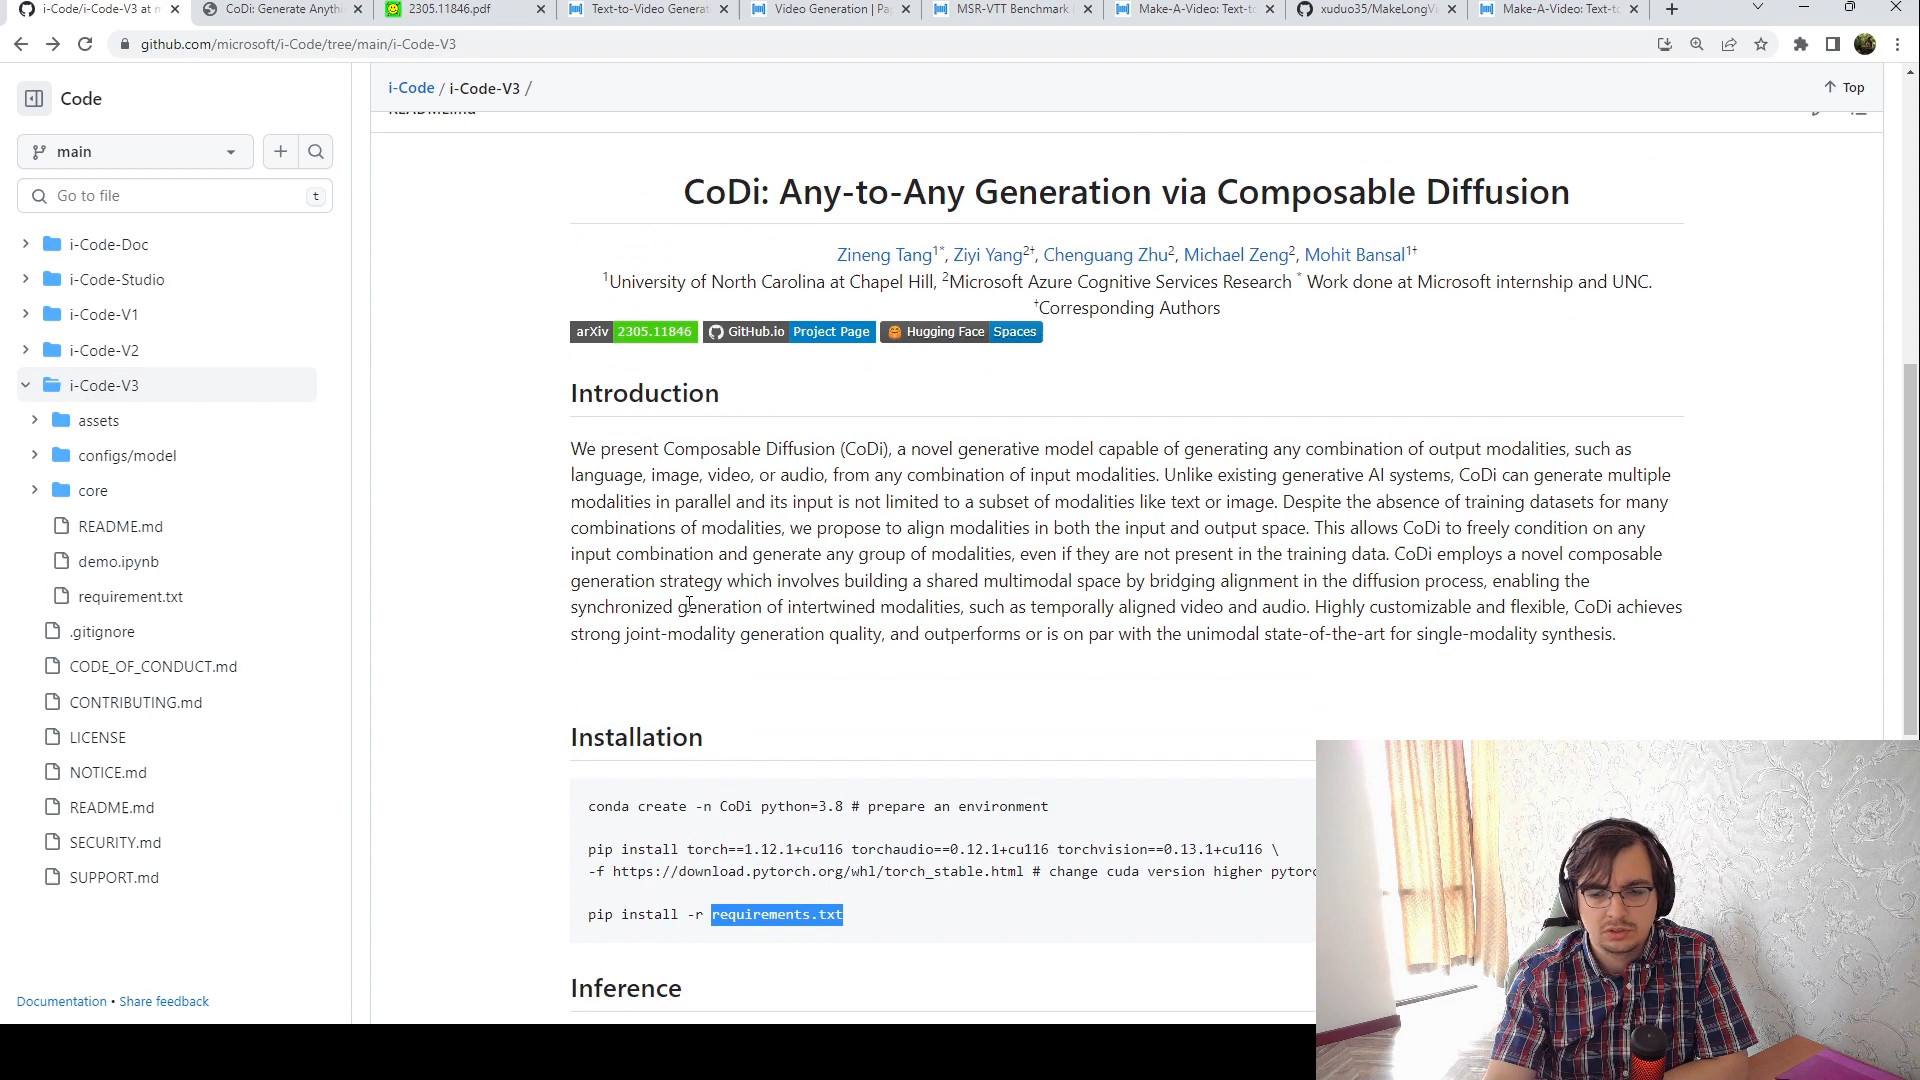 i-Code/i-Code-V3 at m
CoDi: Generate Anythi
2305.11846.pdf
Text-to-Video Generat
Video Generation | Pap
MSR-VTT Benchmark
Make-A-Video: Text-to
xuduo35/MakeLongVi
Make-A-Video: Text-to
github.com/microsoft/i-Code/tree/main/i-Code-V3
Code
i-Code / i-Code-V3 /
Top
README.md
main
Go to file
t
i-Code-Doc
i-Code-Studio
i-Code-V1
i-Code-V2
i-Code-V3
assets
configs/model
core
README.md
demo.ipynb
requirement.txt
.gitignore
CODE_OF_CONDUCT.md
CONTRIBUTING.md
LICENSE
NOTICE.md
README.md
SECURITY.md
SUPPORT.md
Documentation • Share feedback
CoDi: Any-to-Any Generation via Composable Diffusion
Zineng Tang1*, Ziyi Yang2†, Chenguang Zhu2, Michael Zeng2, Mohit Bansal1†
1University of North Carolina at Chapel Hill, 2Microsoft Azure Cognitive Services Research * Work done at Microsoft internship and UNC.
†Corresponding Authors
arXiv 2305.11846 GitHub.io Project Page Hugging Face Spaces
Introduction
We present Composable Diffusion (CoDi), a novel generative model capable of generating any combination of output modalities, such as
language, image, video, or audio, from any combination of input modalities. Unlike existing generative AI systems, CoDi can generate multiple
modalities in parallel and its input is not limited to a subset of modalities like text or image. Despite the absence of training datasets for many
combinations of modalities, we propose to align modalities in both the input and output space. This allows CoDi to freely condition on any
input combination and generate any group of modalities, even if they are not present in the training data. CoDi employs a novel composable
generation strategy which involves building a shared multimodal space by bridging alignment in the diffusion process, enabling the
synchronized generation of intertwined modalities, such as temporally aligned video and audio. Highly customizable and flexible, CoDi achieves
strong joint-modality generation quality, and outperforms or is on par with the unimodal state-of-the-art for single-modality synthesis.
Installation
conda create -n CoDi python=3.8 # prepare an environment
pip install torch==1.12.1+cu116 torchaudio==0.12.1+cu116 torchvision==0.13.1+cu116 \
-f https://download.pytorch.org/whl/torch_stable.html # change cuda version higher pytorc
pip install -r requirements.txt
Inference